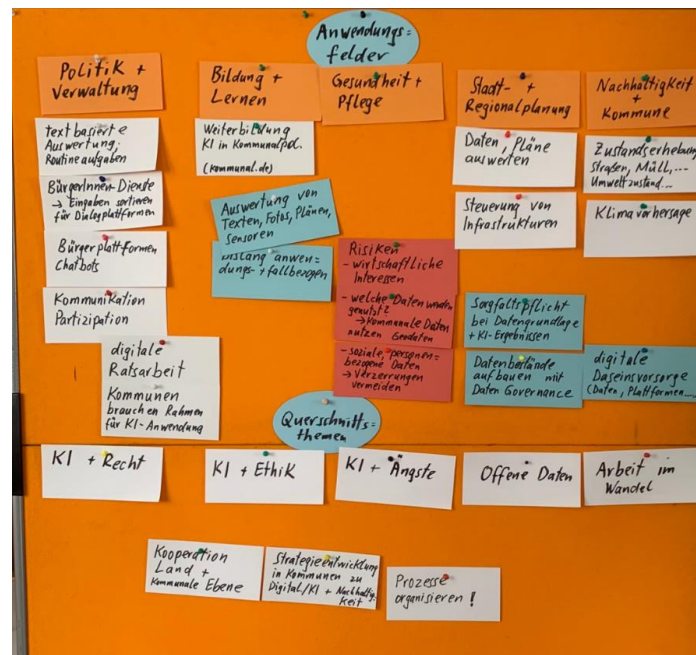 Anwendungs=
felder
Politik +
Verwaltung
Bildung +
Lernen
Gesundheit +
Pflege
Stadt- +
Regionalplanung
Nachhaltigkeit
+
Kommune
textbasierte
Auswertung,
Routineaufgaben
BürgerInnen-Dienste
→ Eingaben sortieren
für Dialogplattformen
Bürgerplattformen
Chatbots
Kommunikation
Partizipation
digitale
Ratsarbeit
Kommunen
brauchen Rahmen
für KI-Anwendung
Weiterbildung
KI in Kommunalpol.
(kommunal.de)
Auswertung von
Texten, Fotos, Plänen,
Sensoren
bislang anwen=
dungs- + fallbezogen
Risiken
- wirtschaftliche
Interessen
- welche Daten werden
genutzt?
→ Kommunale Daten
nutzen Geodaten
- soziale, personen=
bezogene Daten
→ Verzerrungen
vermeiden
Daten, Pläne
auswerten
Steuerung von
Infrastrukturen
Sorgfaltspflicht
bei Datengrundlage
+ KI-Ergebnissen
Datenbestände
aufbauen mit
Daten Governance
Zustandserhebung
Straßen, Müll, ...
Umweltzustand...
Klimavorhersage
digitale
Daseinsvorsorge
(Daten, Plattformen...
Querschnitts=
themen
KI + Recht
KI + Ethik
KI + Ängste
Offene Daten
Arbeit im
Wandel
Kooperation
Land +
Kommunale Ebene
Strategieentwicklung
in Kommunen zu
Digital/KI + Nachhaltig-
keit
Prozesse
organisieren !